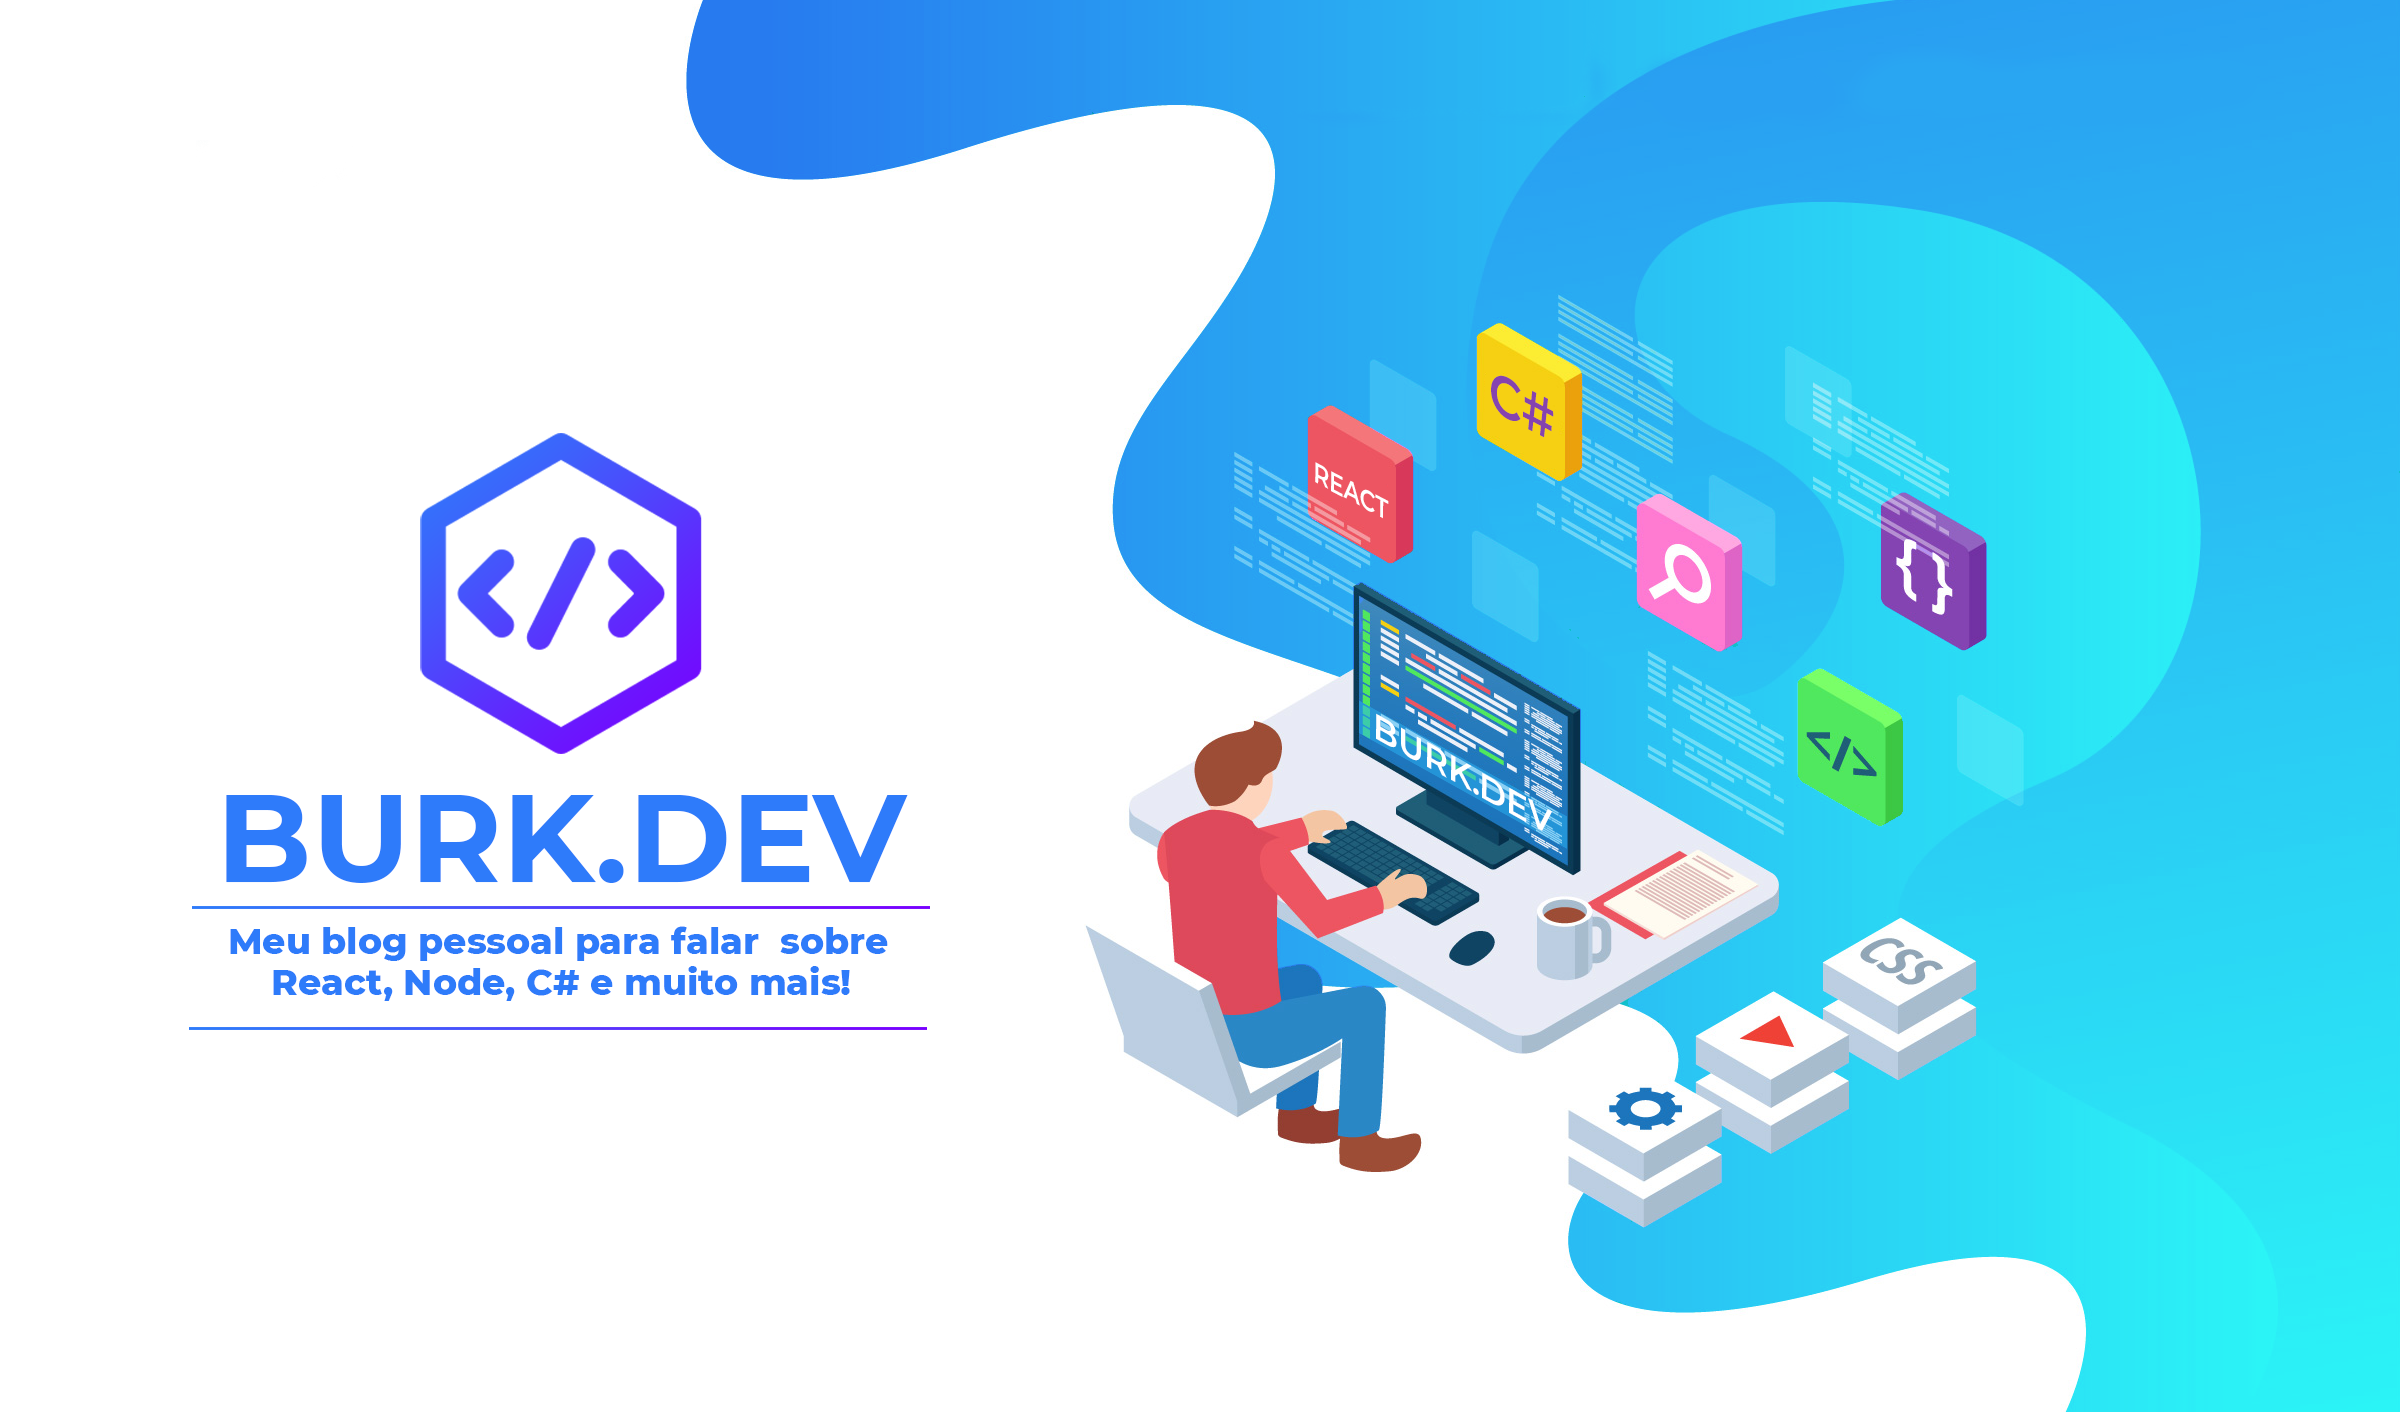 </>
BURK.DEV
Meu blog pessoal para falar  sobre
React, Node, C# e muito mais!
C#
REACT
{}
</>
BURK.DEV
CSS